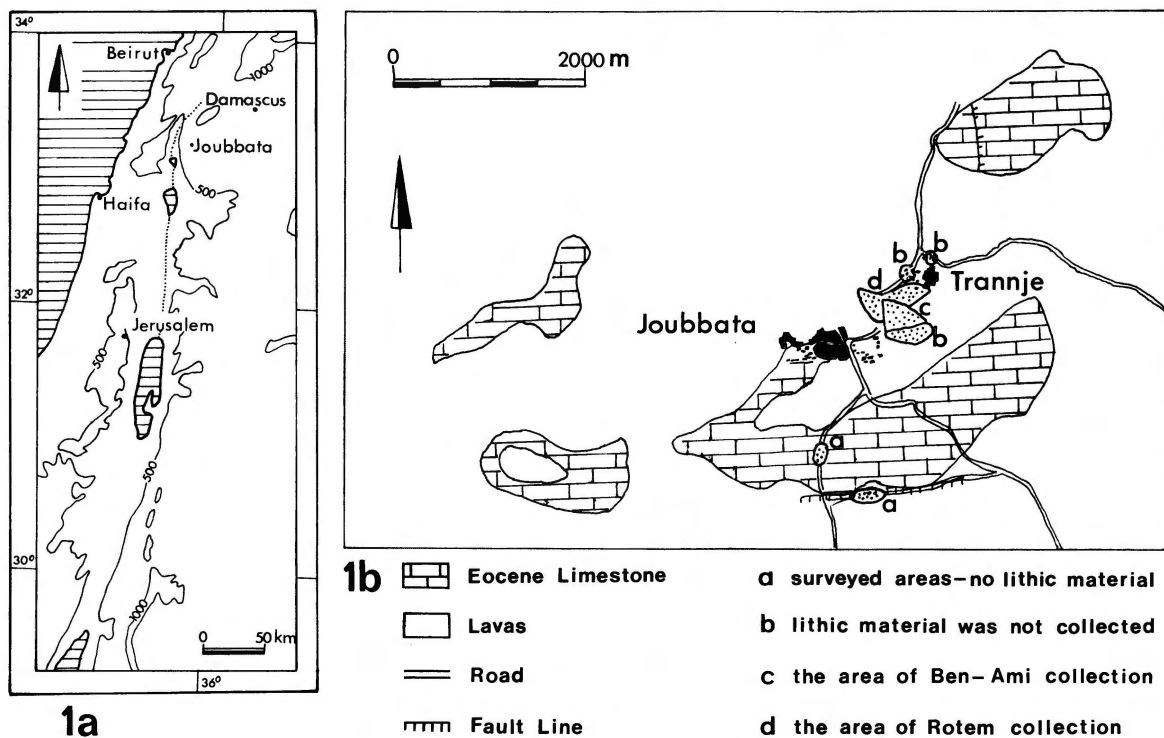 34°
Beirut
1000
Damascus
Joubbata
500
Haifa
32°
Jerusalem
500
500
30°
1000
0 50 km
36°
1a
0 2000 m
b
b
d
Trannje
c
Joubbata
b
a
a
1b
Eocene Limestone
Lavas
Road
Fault Line
a surveyed areas–no lithic material
b lithic material was not collected
c the area of Ben–Ami collection
d the area of Rotem collection